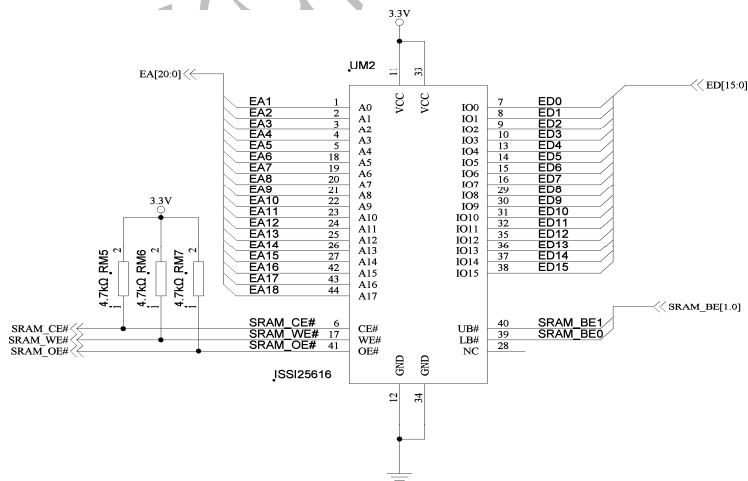 3.3V
UM2
EA[20:0]
ED[15:0]
11
33
VCC
VCC
EA1 1 A0
EA2 2 A1
EA3 3 A2
EA4 4 A3
EA5 5 A4
EA6 18 A5
EA7 19 A6
EA8 20 A7
EA9 21 A8
EA10 22 A9
EA11 23 A10
EA12 24 A11
EA13 25 A12
EA14 26 A13
EA15 27 A14
EA16 42 A15
EA17 43 A16
EA18 44 A17
IO0 7 ED0
IO1 8 ED1
IO2 9 ED2
IO3 10 ED3
IO4 13 ED4
IO5 14 ED5
IO6 15 ED6
IO7 16 ED7
IO8 29 ED8
IO9 30 ED9
IO10 31 ED10
IO11 32 ED11
IO12 35 ED12
IO13 36 ED13
IO14 37 ED14
IO15 38 ED15
3.3V
4.7kΩ RM5 1 2
4.7kΩ RM6 1 2
4.7kΩ RM7 1 2
SRAM_BE[1.0]
SRAM_CE#
SRAM_WE#
SRAM_OE#
SRAM_CE# 6 CE#
SRAM_WE# 17 WE#
SRAM_OE# 41 OE#
UB# 40 SRAM_BE1
LB# 39 SRAM_BE0
NC 28
GND
GND
ISSI25616
12
34